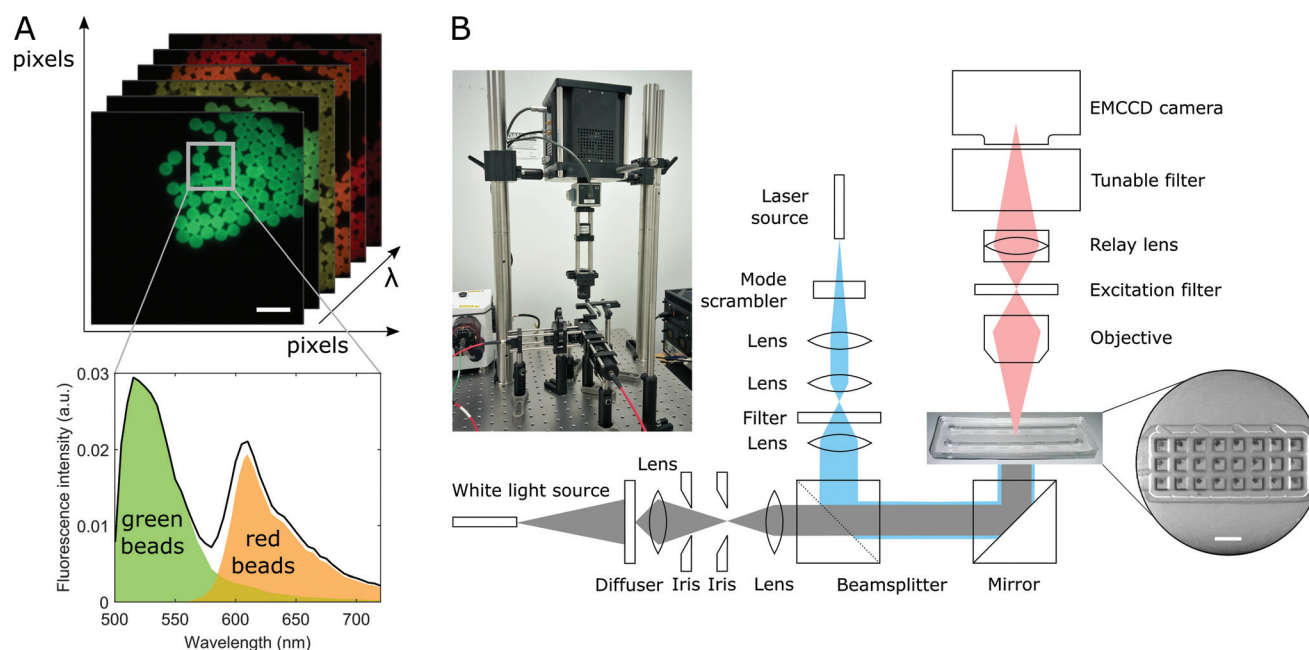 A
pixels
λ
pixels
Fluorescence intensity (a.u.)
0.03
0.02
0.01
0
green
beads
red
beads
500
550
600
650
700
Wavelength (nm)
B
Laser
source
Mode
scrambler
Lens
Lens
Filter
Lens
White light source
Lens
Diffuser
Iris
Iris
Lens
Beamsplitter
Mirror
EMCCD camera
Tunable filter
Relay lens
Excitation filter
Objective